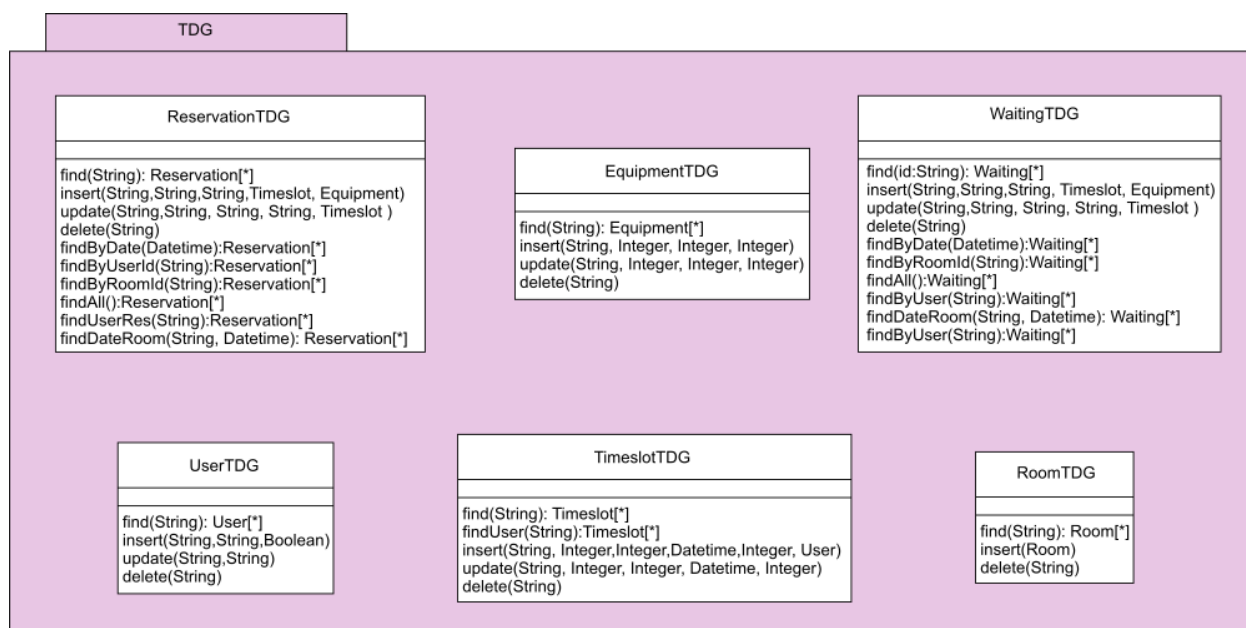 TDG
ReservationTDG
find(String): Reservation[*]
insert(String,String,String,Timeslot, Equipment)
update(String,String, String, String, Timeslot )
delete(String)
findByDate(Datetime):Reservation[*]
findByUserId(String):Reservation[*]
findByRoomId(String):Reservation[*]
findAll():Reservation[*]
findUserRes(String):Reservation[*]
findDateRoom(String, Datetime): Reservation[*]
EquipmentTDG
find(String): Equipment[*]
insert(String, Integer, Integer, Integer)
update(String, Integer, Integer, Integer)
delete(String)
WaitingTDG
find(id:String): Waiting[*]
insert(String,String,String, Timeslot, Equipment)
update(String,String, String, String, Timeslot )
delete(String)
findByDate(Datetime):Waiting[*]
findByRoomId(String):Waiting[*]
findAll():Waiting[*]
findByUser(String):Waiting[*]
findDateRoom(String, Datetime): Waiting[*]
findByUser(String):Waiting[*]
UserTDG
find(String): User[*]
insert(String,String,Boolean)
update(String,String)
delete(String)
TimeslotTDG
find(String): Timeslot[*]
findUser(String):Timeslot[*]
insert(String, Integer,Integer,Datetime,Integer, User)
update(String, Integer, Integer, Datetime, Integer)
delete(String)
RoomTDG
find(String): Room[*]
insert(Room)
delete(String)